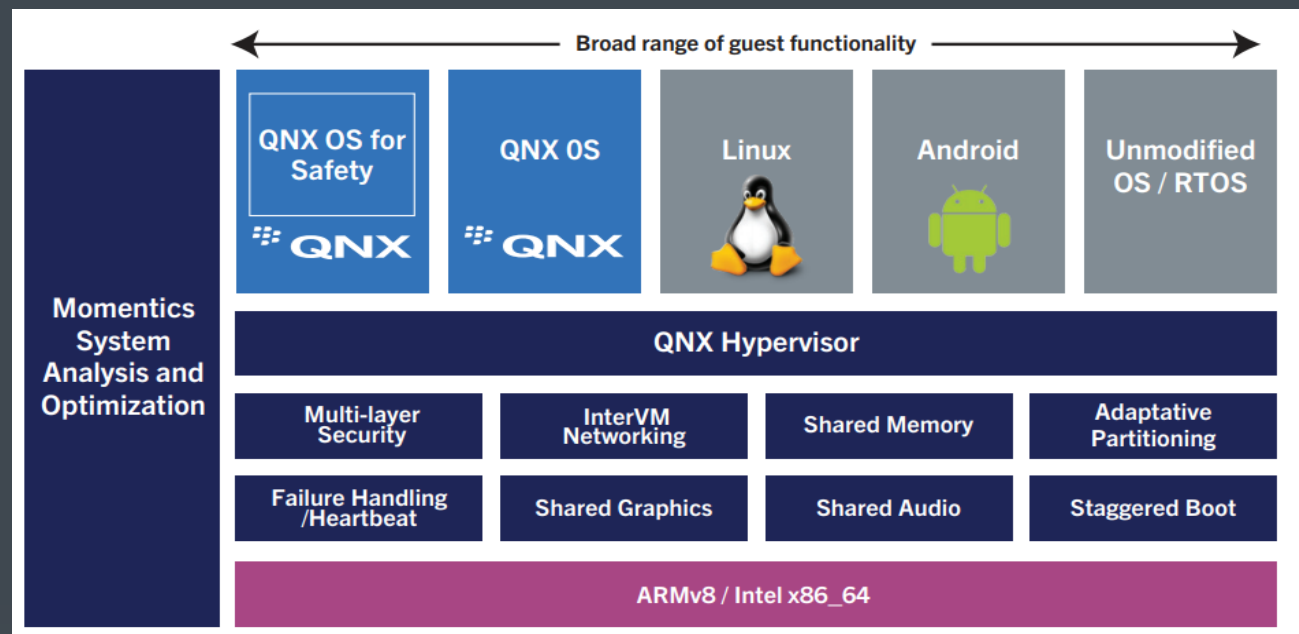 Broad range of guest functionality
Momentics
System
Analysis and
Optimization
QNX OS for
Safety
QNX
QNX 0S
QNX
Linux
Android
Unmodified
OS / RTOS
QNX Hypervisor
Multi-layer
Security
InterVM
Networking
Shared Memory
Adaptative
Partitioning
Failure Handling
/Heartbeat
Shared Graphics
Shared Audio
Staggered Boot
ARMv8 / Intel x86_64